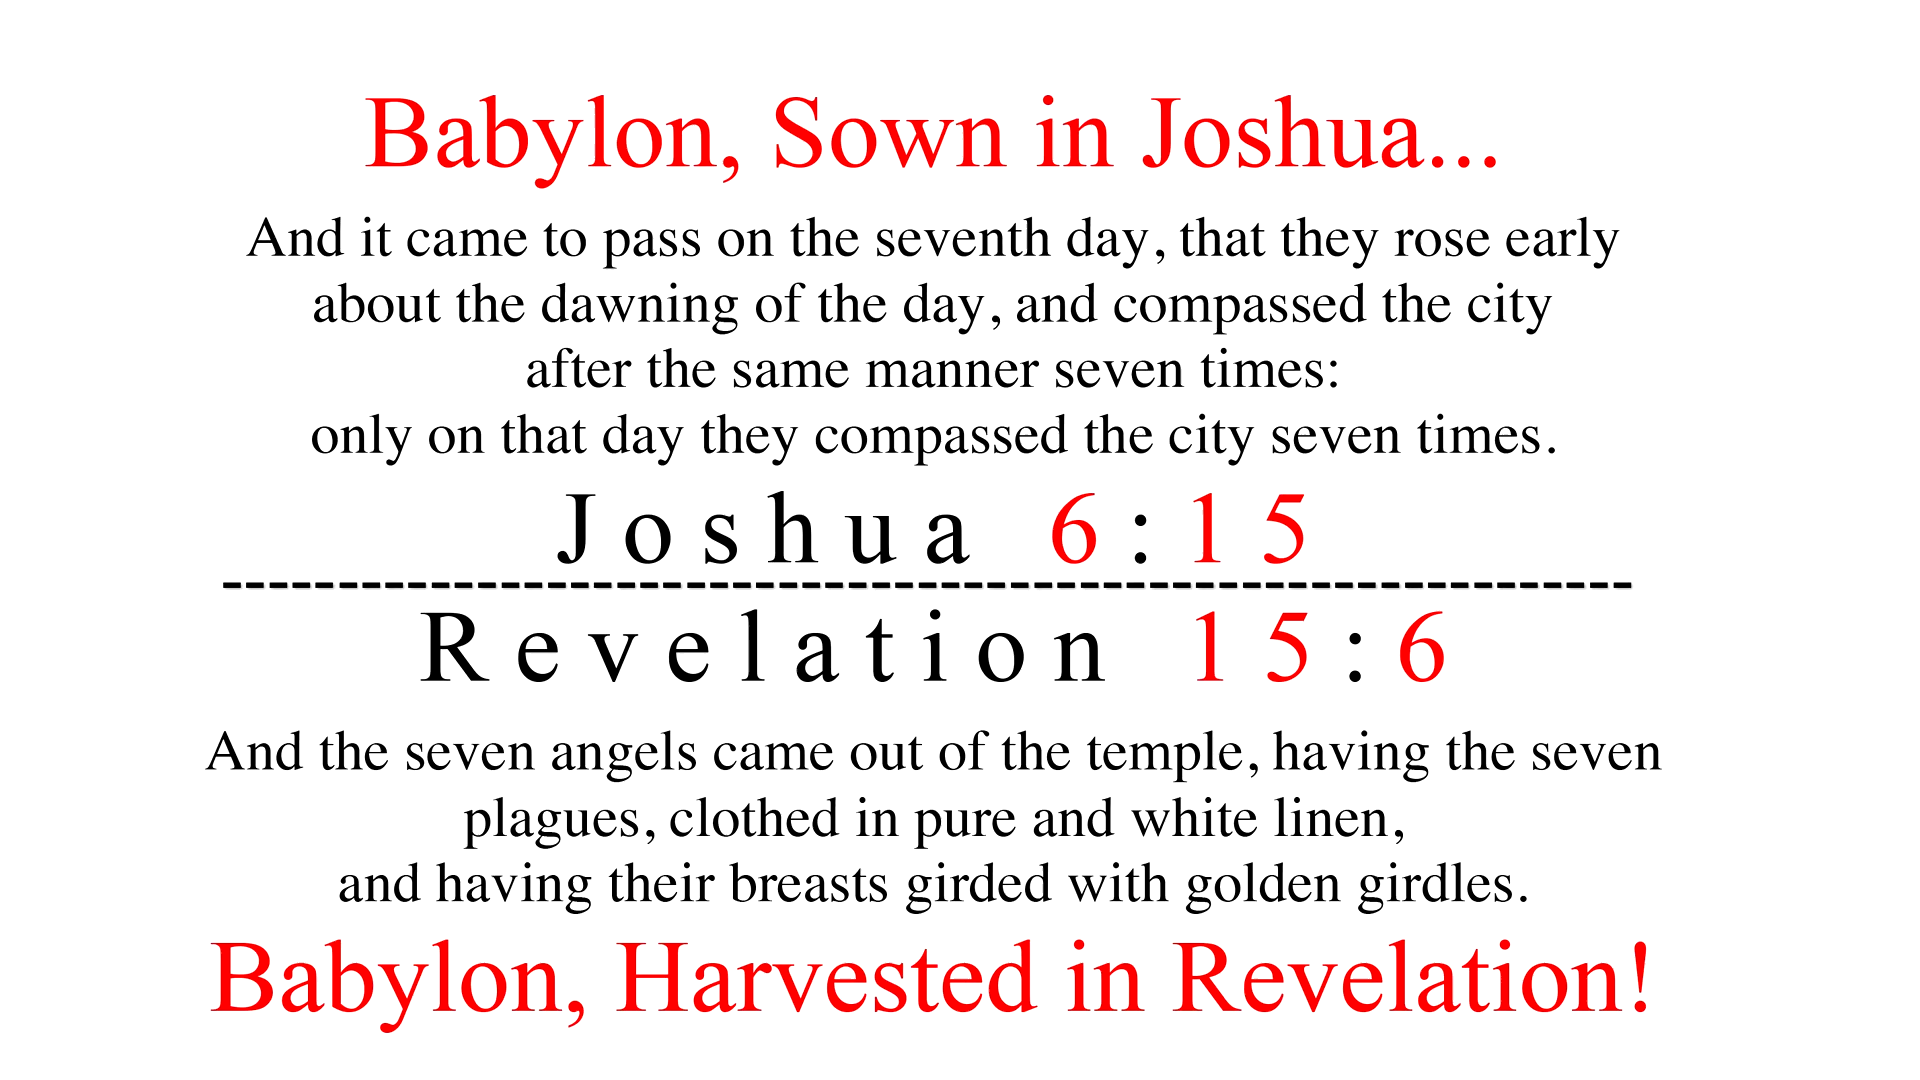 Babylon, Sown in Joshua...
And it came to pass on the seventh day, that they rose early
about the dawning of the day, and compassed the city
after the same manner seven times:
only on that day they compassed the city seven times.
Joshua 6:15
--------------------------------------------------------------
Revelation 15:6
And the seven angels came out of the temple, having the seven
plagues, clothed in pure and white linen,
and having their breasts girded with golden girdles.
Babylon, Harvested in Revelation!